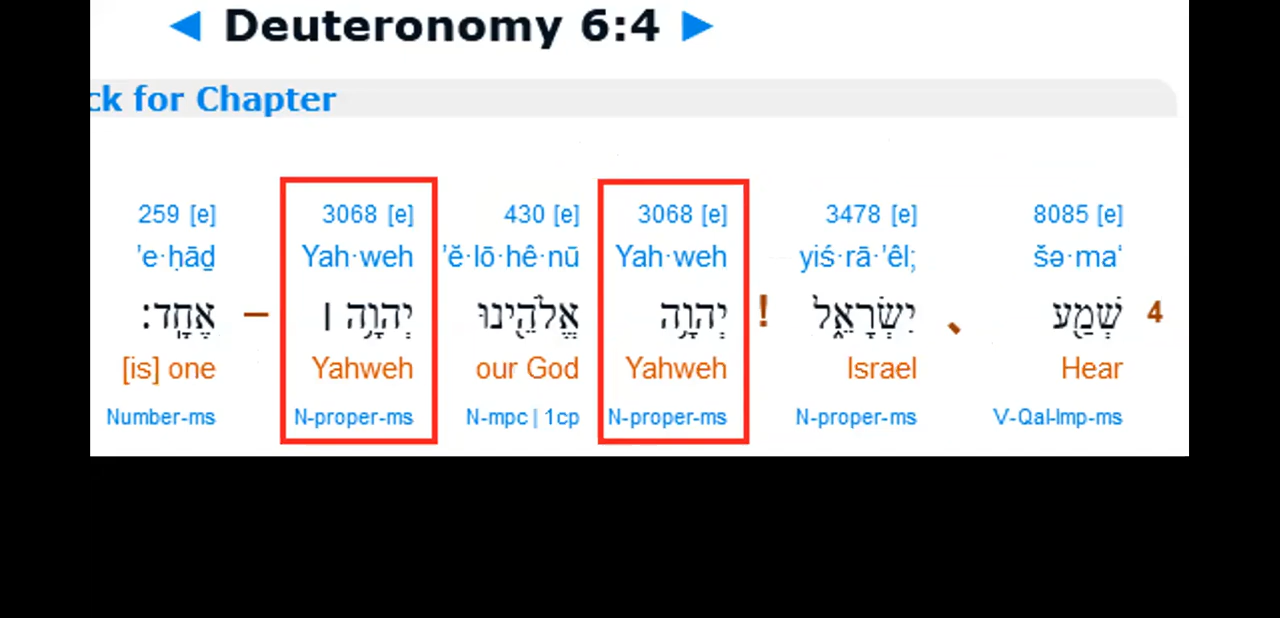 ◄ Deuteronomy 6:4 ►
ck for Chapter
259 [e] 3068 [e] 430 [e] 3068 [e] 3478 [e] 8085 [e]
’e·ḥāḏ Yah·weh ’ĕ·lō·hê·nū Yah·weh yiś·rā·’êl; šə·ma‘
4 שְׁמַ֖ע 、 יִשְׂרָאֵ֑ל ! יְהוָ֥ה אֱלֹהֵ֖ינוּ יְהוָ֥ה ׀ – אֶחָֽד׃
[is] one Yahweh our God Yahweh Israel Hear
Number-ms N-proper-ms N-mpc | 1cp N-proper-ms N-proper-ms V-Qal-Imp-ms